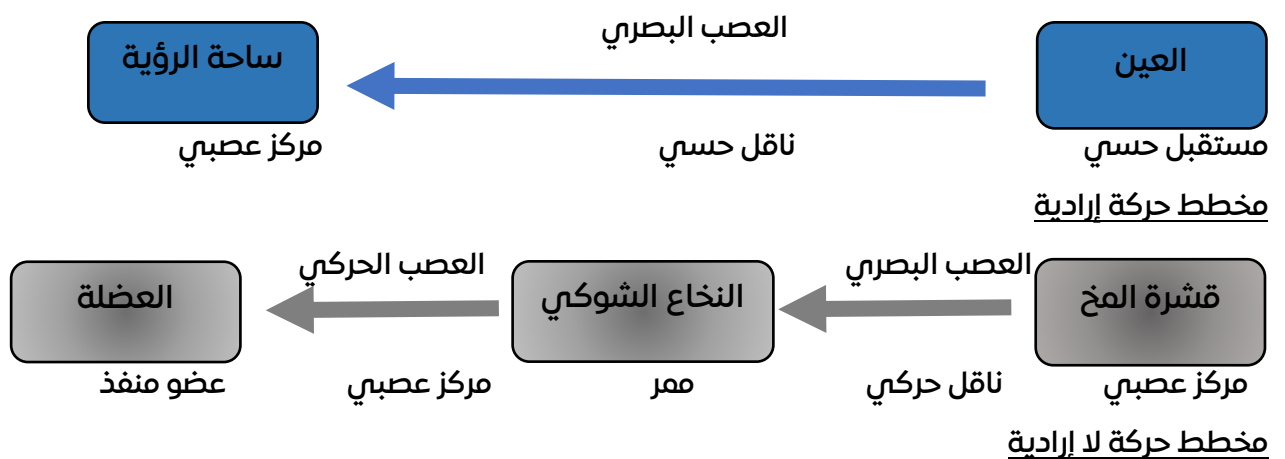 العصب البصري
العين
ساحة الرؤية
مستقبل حسي
ناقل حسي
مركز عصبي
مخطط حركة إرادية
العصب البصري
العصب الحركي
قشرة المخ
النخاع الشوكي
العضلة
مركز عصبي
ناقل حركي
ممر
مركز عصبي
عضو منفذ
مخطط حركة لا إرادية